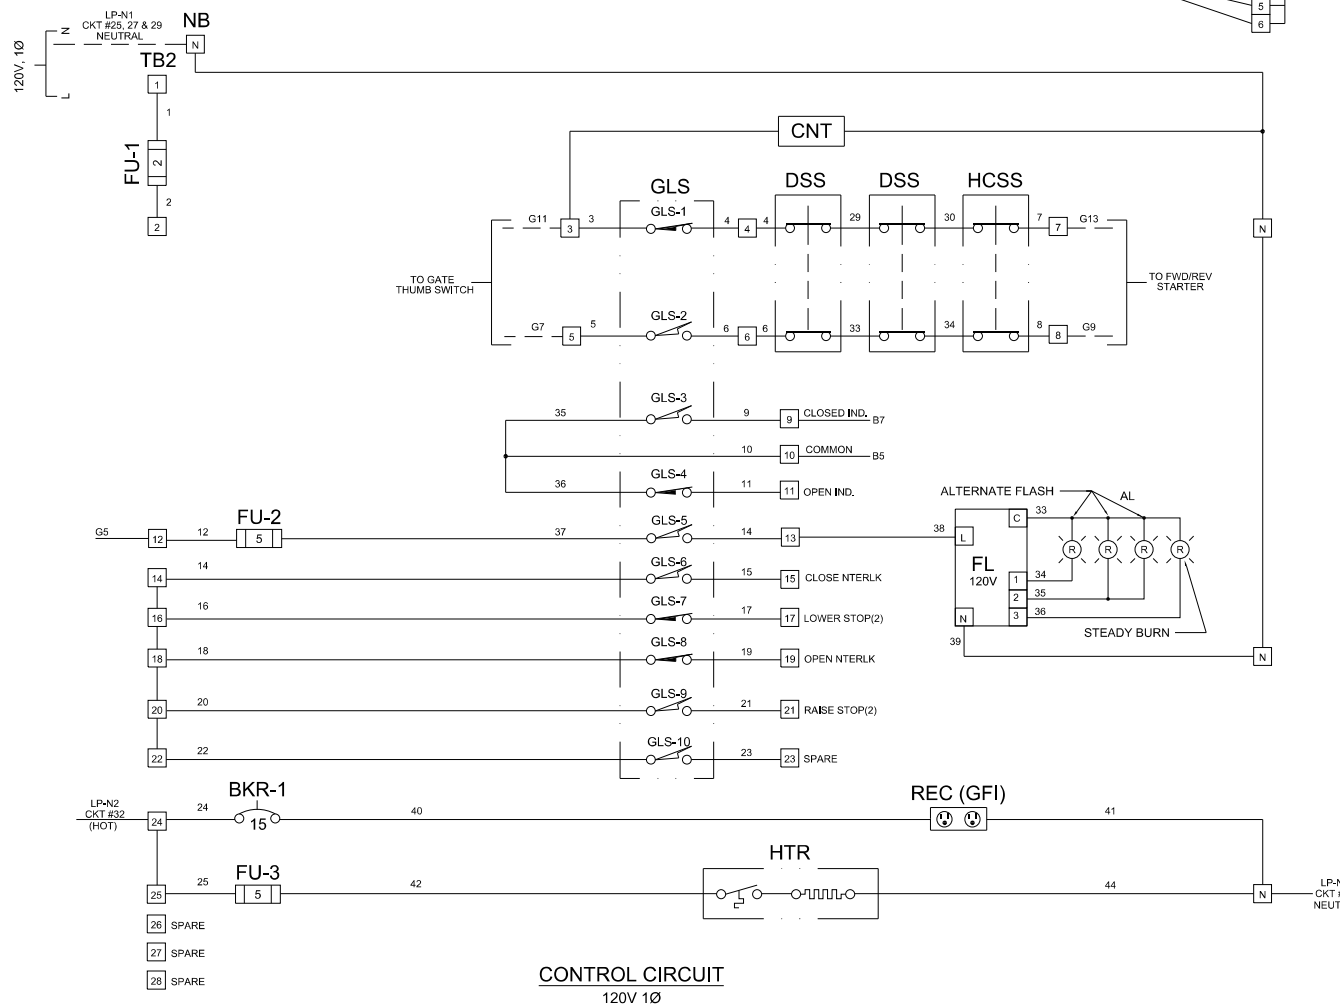 5
6
LP-N1
CKT #25, 27 & 29
NEUTRAL
NB
N
N
L
120V, 1Ø
TB2
1
1
FU-1
2
2
2
CNT
GLS
DSS
DSS
HCSS
G11
3
3
GLS-1
4
4
4
29
30
7
7
G13
N
TO GATE
THUMB SWITCH
TO FWD/REV
STARTER
G7
5
5
GLS-2
6
6
6
33
34
8
8
G9
35
GLS-3
9
9
CLOSED IND.
B7
10
10
COMMON
B5
36
GLS-4
11
11
OPEN IND.
G5
12
12
FU-2
5
37
GLS-5
14
13
38
ALTERNATE FLASH
AL
L
C
33
R
R
R
R
FL
120V
1
34
2
35
3
36
N
39
STEADY BURN
N
14
14
GLS-6
15
15
CLOSE NTERLK
16
16
GLS-7
17
17
LOWER STOP(2)
18
18
GLS-8
19
19
OPEN NTERLK
20
20
GLS-9
21
21
RAISE STOP(2)
22
22
GLS-10
23
23
SPARE
LP-N2
CKT #32
(HOT)
24
24
BKR-1
15
40
REC (GFI)
41
25
25
FU-3
5
42
HTR
44
N
LP-N
CKT #
NEUT
26
SPARE
27
SPARE
28
SPARE
CONTROL CIRCUIT
120V 1Ø